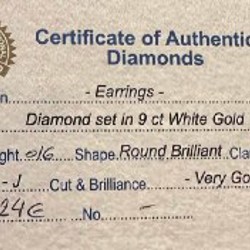 Certificate of Authentic
Diamonds
n - Earrings -
Diamond set in 9 ct White Gold
ght .016 Shape Round Brilliant Cla
- J Cut & Brilliance - Very Go
246 No. -